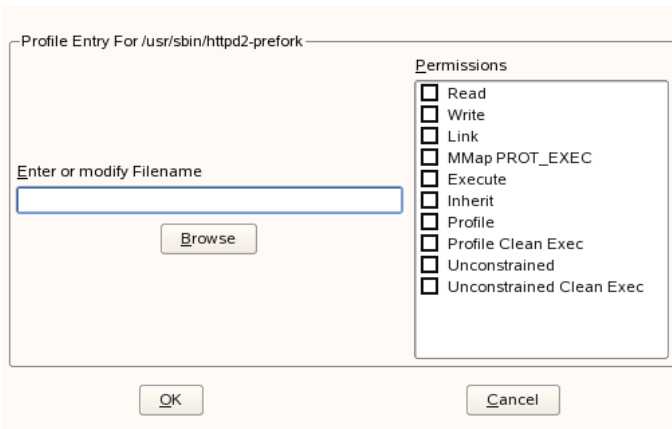 Profile Entry For /usr/sbin/httpd2-prefork
Permissions
Read
Write
Link
MMap PROT_EXEC
Execute
Inherit
Profile
Profile Clean Exec
Unconstrained
Unconstrained Clean Exec
Enter or modify Filename
Browse
OK
Cancel